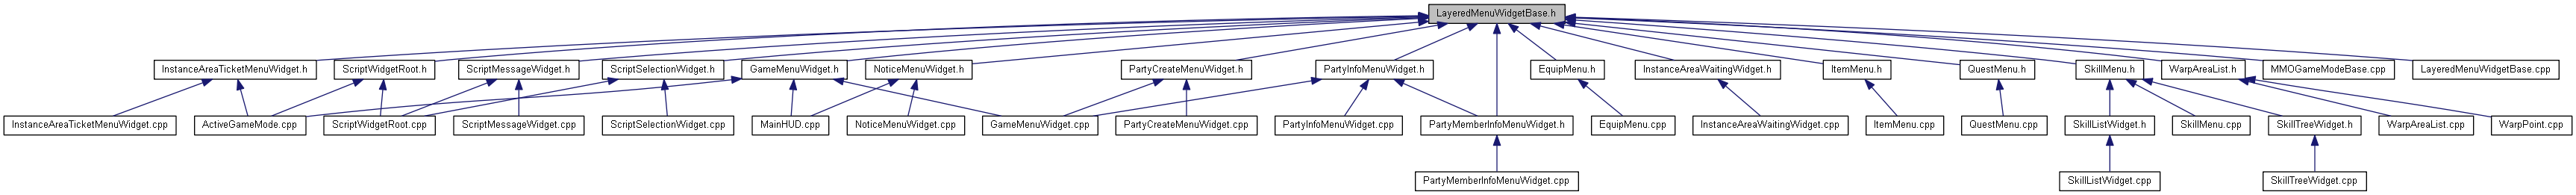 LayeredMenuWidgetBase.h
InstanceAreaTicketMenuWidget.h
ScriptWidgetRoot.h
ScriptMessageWidget.h
ScriptSelectionWidget.h
GameMenuWidget.h
NoticeMenuWidget.h
PartyCreateMenuWidget.h
PartyInfoMenuWidget.h
EquipMenu.h
InstanceAreaWaitingWidget.h
ItemMenu.h
QuestMenu.h
SkillMenu.h
WarpAreaList.h
MMOGameModeBase.cpp
LayeredMenuWidgetBase.cpp
InstanceAreaTicketMenuWidget.cpp
ActiveGameMode.cpp
ScriptWidgetRoot.cpp
ScriptMessageWidget.cpp
ScriptSelectionWidget.cpp
MainHUD.cpp
NoticeMenuWidget.cpp
GameMenuWidget.cpp
PartyCreateMenuWidget.cpp
PartyInfoMenuWidget.cpp
PartyMemberInfoMenuWidget.h
EquipMenu.cpp
InstanceAreaWaitingWidget.cpp
ItemMenu.cpp
QuestMenu.cpp
SkillListWidget.h
SkillMenu.cpp
SkillTreeWidget.h
WarpAreaList.cpp
WarpPoint.cpp
PartyMemberInfoMenuWidget.cpp
SkillListWidget.cpp
SkillTreeWidget.cpp